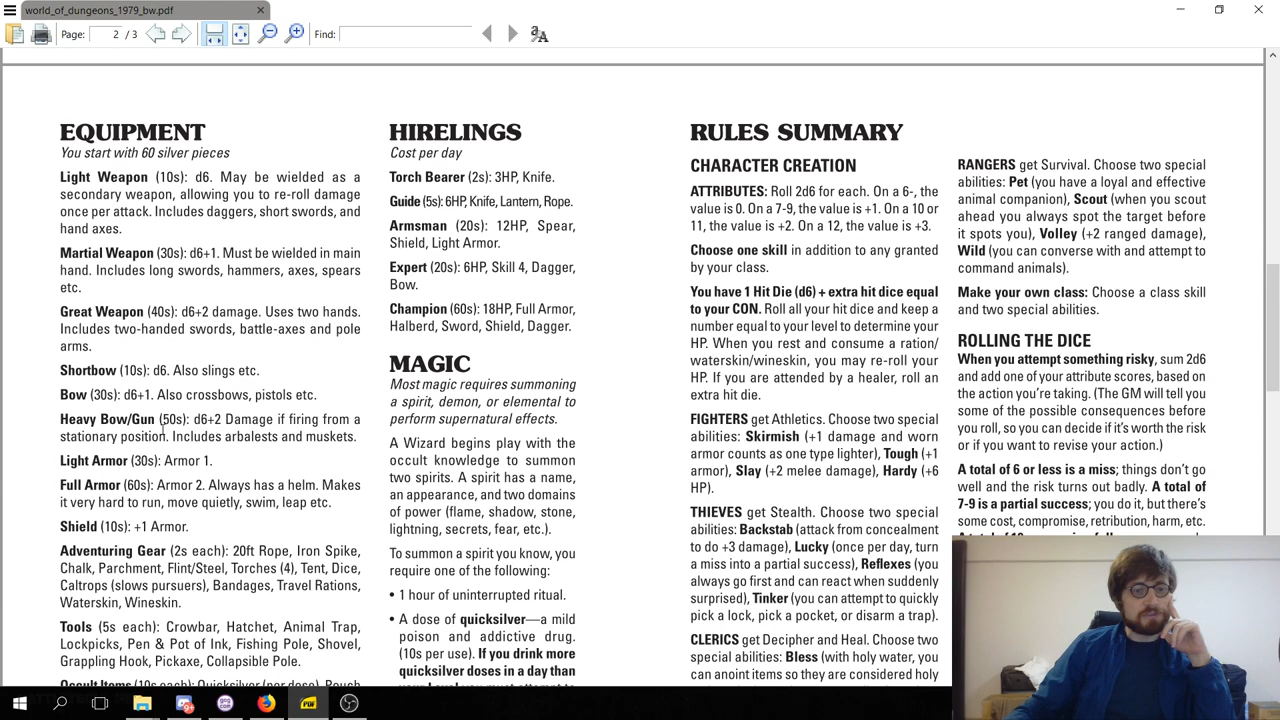 world_of_dungeons_1979_bw.pdf
Page: 2 / 3
Find:
EQUIPMENT
You start with 60 silver pieces
Light Weapon (10s): d6. May be wielded as a
secondary weapon, allowing you to re-roll damage
once per attack. Includes daggers, short swords, and
hand axes.
Martial Weapon (30s): d6+1. Must be wielded in main
hand. Includes long swords, hammers, axes, spears
etc.
Great Weapon (40s): d6+2 damage. Uses two hands.
Includes two-handed swords, battle-axes and pole
arms.
Shortbow (10s): d6. Also slings etc.
Bow (30s): d6+1. Also crossbows, pistols etc.
Heavy Bow/Gun (50s): d6+2 Damage if firing from a
stationary position. Includes arbalests and muskets.
Light Armor (30s): Armor 1.
Full Armor (60s): Armor 2. Always has a helm. Makes
it very hard to run, move quietly, swim, leap etc.
Shield (10s): +1 Armor.
Adventuring Gear (2s each): 20ft Rope, Iron Spike,
Chalk, Parchment, Flint/Steel, Torches (4), Tent, Dice,
Caltrops (slows pursuers), Bandages, Travel Rations,
Waterskin, Wineskin.
Tools (5s each): Crowbar, Hatchet, Animal Trap,
Lockpicks, Pen & Pot of Ink, Fishing Pole, Shovel,
Grappling Hook, Pickaxe, Collapsible Pole.
Occult Items (10s each): Quicksilver (per dose), Pouch
HIRELINGS
Cost per day
Torch Bearer (2s): 3HP, Knife.
Guide (5s): 6HP, Knife, Lantern, Rope.
Armsman (20s): 12HP, Spear,
Shield, Light Armor.
Expert (20s): 6HP, Skill 4, Dagger,
Bow.
Champion (60s): 18HP, Full Armor,
Halberd, Sword, Shield, Dagger.
MAGIC
Most magic requires summoning
a spirit, demon, or elemental to
perform supernatural effects.
A Wizard begins play with the
occult knowledge to summon
two spirits. A spirit has a name,
an appearance, and two domains
of power (flame, shadow, stone,
lightning, secrets, fear, etc.).
To summon a spirit you know, you
require one of the following:
• 1 hour of uninterrupted ritual.
• A dose of quicksilver—a mild
poison and addictive drug.
(10s per use). If you drink more
quicksilver doses in a day than
your Level you must attempt to
RULES SUMMARY
CHARACTER CREATION
ATTRIBUTES: Roll 2d6 for each. On a 6-, the
value is 0. On a 7-9, the value is +1. On a 10 or
11, the value is +2. On a 12, the value is +3.
Choose one skill in addition to any granted
by your class.
You have 1 Hit Die (d6) + extra hit dice equal
to your CON. Roll all your hit dice and keep a
number equal to your level to determine your
HP. When you rest and consume a ration/
waterskin/wineskin, you may re-roll your
HP. If you are attended by a healer, roll an
extra hit die.
FIGHTERS get Athletics. Choose two special
abilities: Skirmish (+1 damage and worn
armor counts as one type lighter), Tough (+1
armor), Slay (+2 melee damage), Hardy (+6
HP).
THIEVES get Stealth. Choose two special
abilities: Backstab (attack from concealment
to do +3 damage), Lucky (once per day, turn
a miss into a partial success), Reflexes (you
always go first and can react when suddenly
surprised), Tinker (you can attempt to quickly
pick a lock, pick a pocket, or disarm a trap).
CLERICS get Decipher and Heal. Choose two
special abilities: Bless (with holy water, you
can anoint items so they are considered holy
RANGERS get Survival. Choose two special
abilities: Pet (you have a loyal and effective
animal companion), Scout (when you scout
ahead you always spot the target before
it spots you), Volley (+2 ranged damage),
Wild (you can converse with and attempt to
command animals).
Make your own class: Choose a class skill
and two special abilities.
ROLLING THE DICE
When you attempt something risky, sum 2d6
and add one of your attribute scores, based on
the action you're taking. (The GM will tell you
some of the possible consequences before
you roll, so you can decide if it's worth the risk
or if you want to revise your action.)
A total of 6 or less is a miss; things don't go
well and the risk turns out badly. A total of
7-9 is a partial success; you do it, but there's
some cost, compromise, retribution, harm, etc.